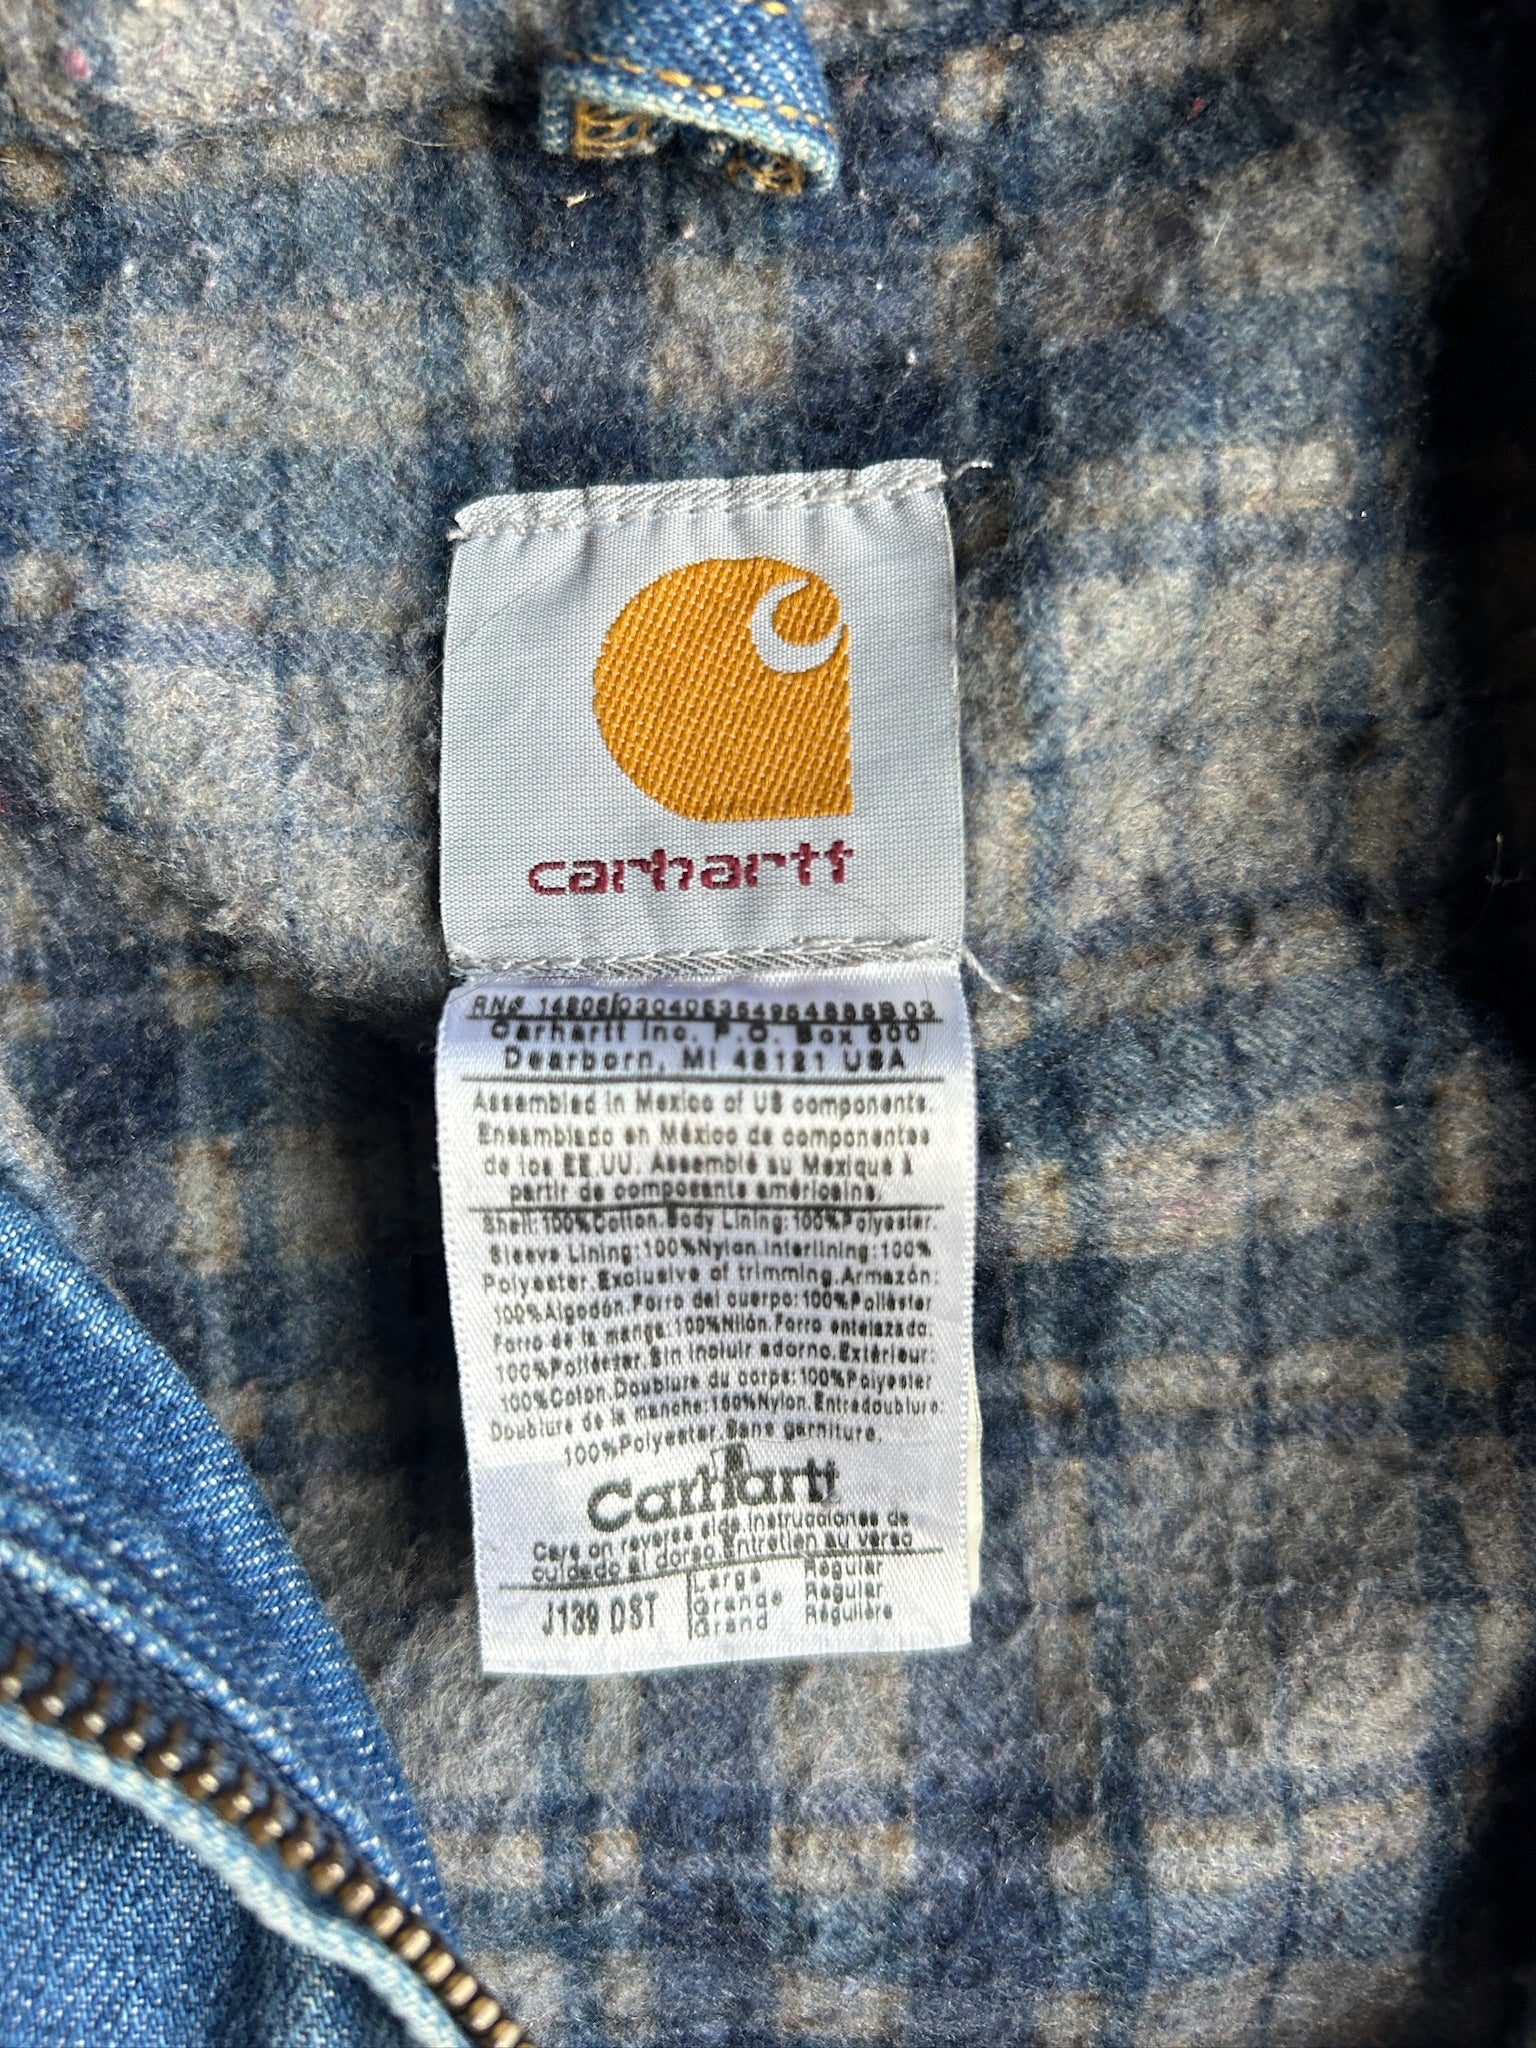 carhartt
RN# 14806
Carhartt Inc. P.O. Box 600
Dearborn, MI 48121 USA
Assembled in Mexico of US components.
Ensamblado en México de componentes
de los EE.UU. Assemblé au Mexique à
partir de composants américains.
Shell:100%Cotton.Body Lining:100%Polyester.
Sleeve Lining:100%Nylon.Interlining:100%
Polyester.Exclusive of trimming.Armazón:
100%Algodón.Forro del cuerpo:100%Poliéster
Forro de la manga:100%Nilón.Forro entelazado:
Sin incluir adorno.Extérieur:
100%Coton.Doublure du corps:100%Polyester
Doublure de la manche:100%Nylon.Entredoublure:
100%Polyester.Sans garniture.
Carhartt
Care on reverse side.Instrucciones de
cuidado al dorso Entretien au verso
J139 DST
Large Regular
Grande Regular
Grand Régulière